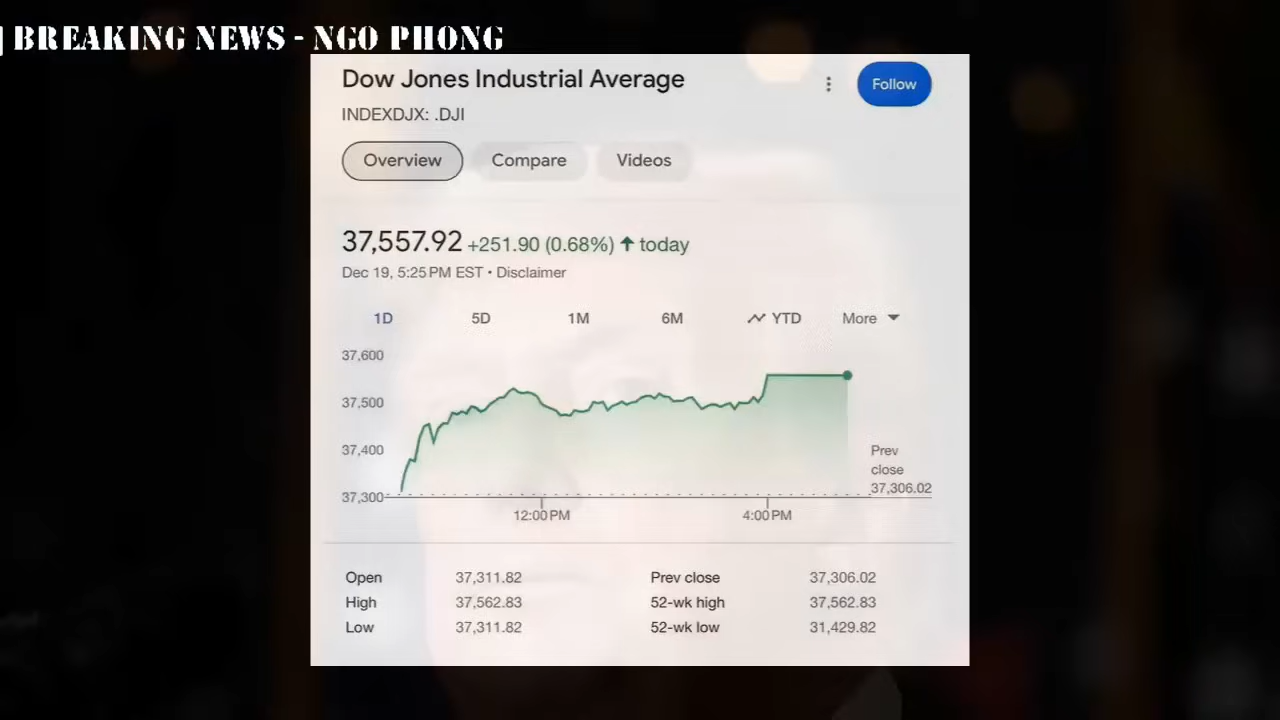 BREAKING NEWS - NGO PHONG
Dow Jones Industrial Average
Follow
INDEXDJX: .DJI
Overview Compare Videos
37,557.92 +251.90 (0.68%) ↑ today
Dec 19, 5:25 PM EST • Disclaimer
1D 5D 1M 6M YTD More
37,600
37,500
37,400
37,300
Prev
close
37,306.02
12:00 PM 4:00 PM
Open 37,311.82 Prev close 37,306.02
High 37,562.83 52-wk high 37,562.83
Low 37,311.82 52-wk low 31,429.82